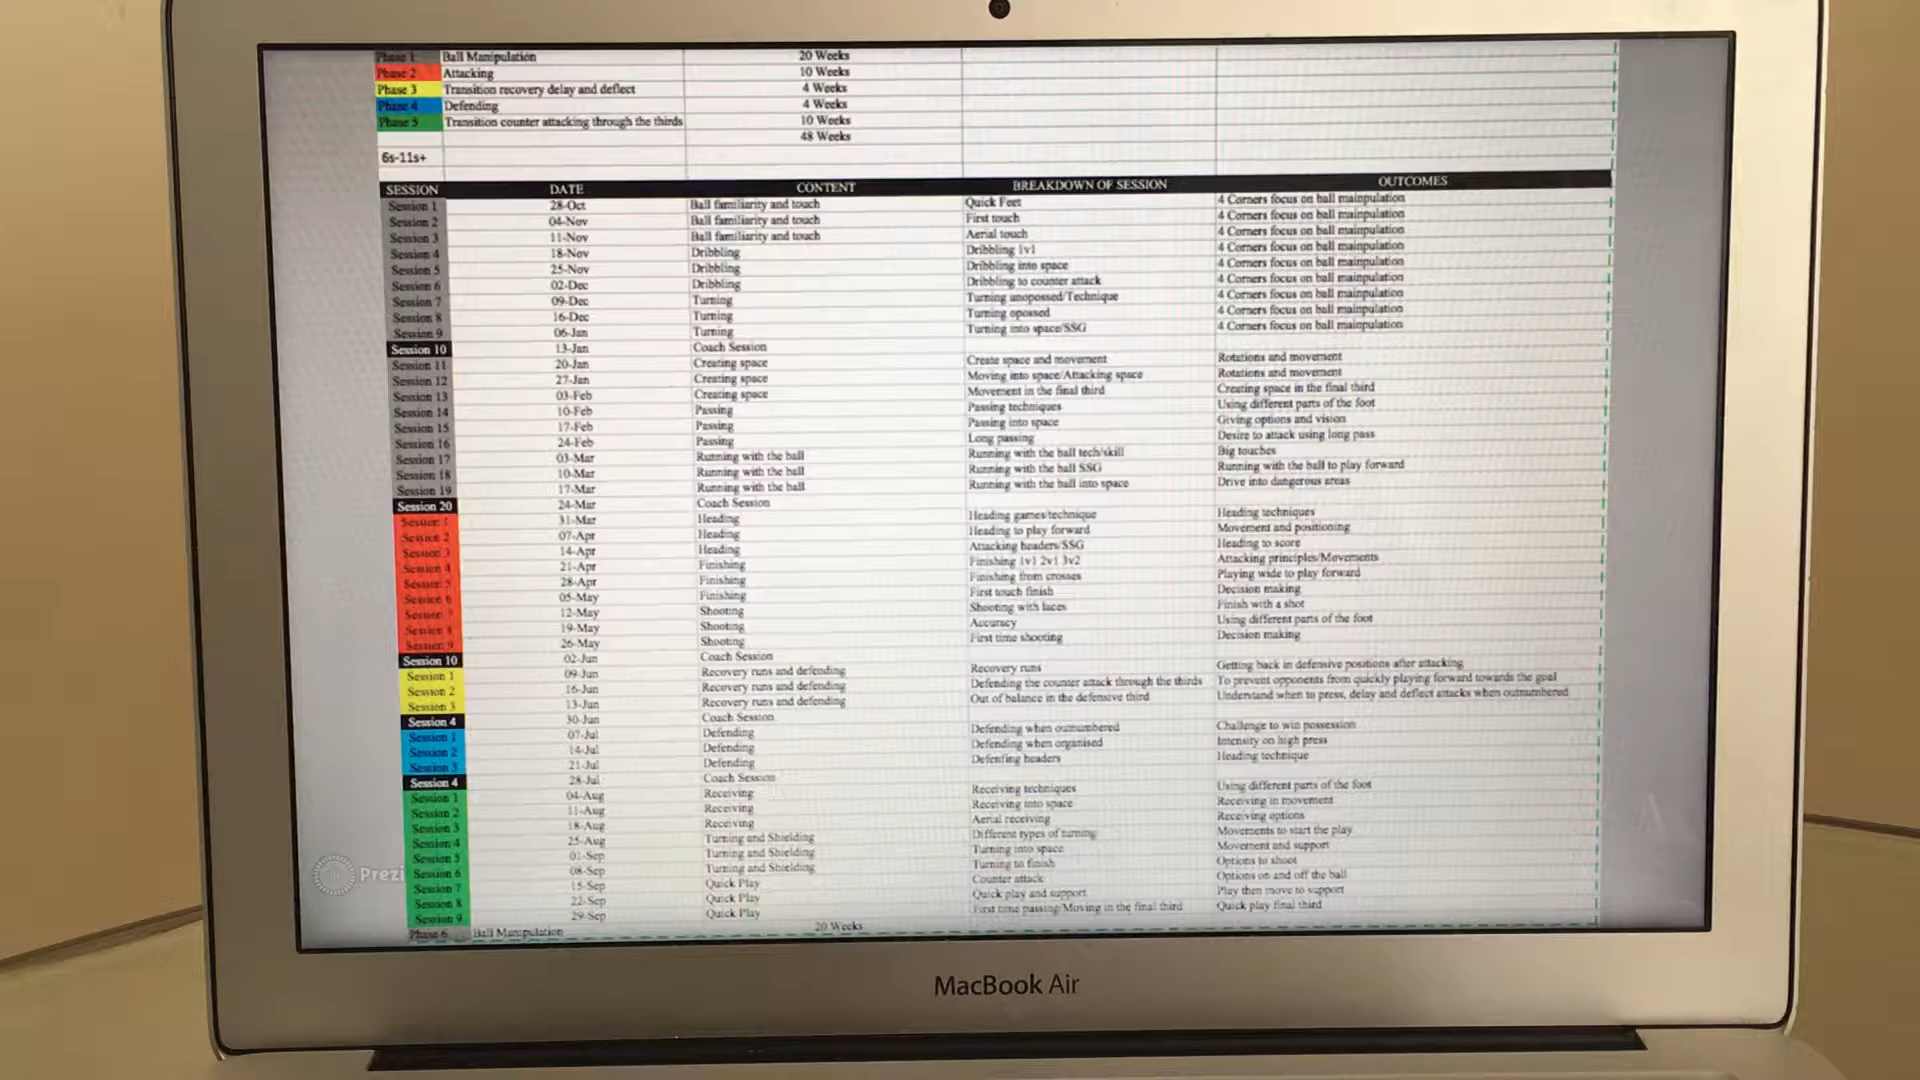 Phase 1 Ball Manipulation 20 Weeks
Phase 2 Attacking 10 Weeks
Phase 3 Transition recovery delay and deflect 4 Weeks
Phase 4 Defending 4 Weeks
Phase 5 Transition counter attacking through the thirds 10 Weeks
48 Weeks
6s-11s+
SESSION DATE CONTENT BREAKDOWN OF SESSION OUTCOMES
Session 1 28-Oct Ball familiarity and touch Quick Feet 4 Corners focus on ball mainpulation
Session 2 04-Nov Ball familiarity and touch First touch 4 Corners focus on ball mainpulation
Session 3 11-Nov Ball familiarity and touch Aerial touch 4 Corners focus on ball mainpulation
Session 4 18-Nov Dribbling Dribbling 1v1 4 Corners focus on ball mainpulation
Session 5 25-Nov Dribbling Dribbling into space 4 Corners focus on ball mainpulation
Session 6 02-Dec Dribbling Dribbling to counter attack 4 Corners focus on ball mainpulation
Session 7 09-Dec Turning Turning unopossed/Technique 4 Corners focus on ball mainpulation
Session 8 16-Dec Turning Turning opossed 4 Corners focus on ball mainpulation
Session 9 06-Jan Turning Turning into space/SSG 4 Corners focus on ball mainpulation
Session 10 13-Jan Coach Session
Session 11 20-Jan Creating space Create space and movement Rotations and movement
Session 12 27-Jan Creating space Moving into space/Attacking space Rotations and movement
Session 13 03-Feb Creating space Movement in the final third Creating space in the final third
Session 14 10-Feb Passing Passing techniques Using different parts of the foot
Session 15 17-Feb Passing Passing into space Giving options and vision
Session 16 24-Feb Passing Long passing Desire to attack using long pass
Session 17 03-Mar Running with the ball Running with the ball tech/skill Big touches
Session 18 10-Mar Running with the ball Running with the ball SSG Running with the ball to play forward
Session 19 17-Mar Running with the ball Running with the ball into space Drive into dangerous areas
Session 20 24-Mar Coach Session
Session 1 31-Mar Heading Heading games/technique Heading techniques
Session 2 07-Apr Heading Heading to play forward Movement and positioning
Session 3 14-Apr Heading Attacking headers/SSG Heading to score
Session 4 21-Apr Finishing Finishing 1v1 2v1 3v2 Attacking principles/Movements
Session 5 28-Apr Finishing Finishing from crosses Playing wide to play forward
Session 6 05-May Finishing First touch finish Decision making
Session 7 12-May Shooting Shooting with laces Finish with a shot
Session 8 19-May Shooting Accuracy Using different parts of the foot
Session 9 26-May Shooting First time shooting Decision making
Session 10 02-Jun Coach Session
Session 1 09-Jun Recovery runs and defending Recovery runs Getting back in defensive positions after attacking
Session 2 16-Jun Recovery runs and defending Defending the counter attack through the thirds To prevent opponents from quickly playing forward towards the goal
Session 3 13-Jun Recovery runs and defending Out of balance in the defensive third Understand when to press, delay and deflect attacks when outnumbered
Session 4 30-Jun Coach Session
Session 1 07-Jul Defending Defending when outnumbered Challenge to win possession
Session 2 14-Jul Defending Defending when organised Intensity on high press
Session 3 21-Jul Defending Defenfing headers Heading technique
Session 4 28-Jul Coach Session
Session 1 04-Aug Receiving Receiving techniques Using different parts of the foot
Session 2 11-Aug Receiving Receiving into space Receiving in movement
Session 3 18-Aug Receiving Aerial receiving Receiving options
Session 4 25-Aug Turning and Shielding Different types of turning Movements to start the play
Session 5 01-Sep Turning and Shielding Turning into space Movement and support
Session 6 08-Sep Turning and Shielding Turning to finish Options to shoot
Session 7 15-Sep Quick Play Counter attack Options on and off the ball
Session 8 22-Sep Quick Play Quick play and support Play then move to support
Session 9 29-Sep Quick Play First time passing/Moving in the final third Quick play final third
Phase 6 Ball Manipulation 20 Weeks
Prezi
MacBook Air